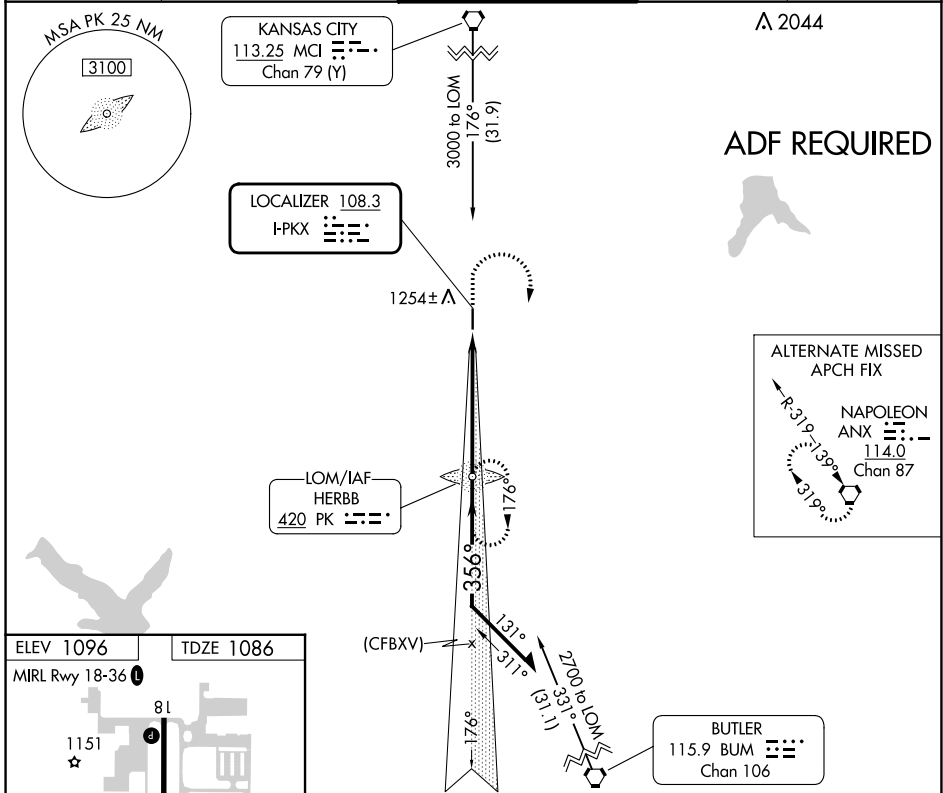 MSA PK 25 NM
3100
KANSAS CITY
113.25 MCI
Chan 79 (Y)
3000 to LOM
176°
(31.9)
2044
ADF REQUIRED
LOCALIZER 108.3
I-PKX
1254±
ALTERNATE MISSED
APCH FIX
R-319
139°
319°
NAPOLEON
ANX
114.0
Chan 87
LOM/IAF
HERBB
420 PK
176°
356°
(CFBXV)
x
131°
311°
2700 to LOM
331°
(31.1)
176°
BUTLER
115.9 BUM
Chan 106
ELEV 1096
TDZE 1086
MIRL Rwy 18-36 L
18
P
1151